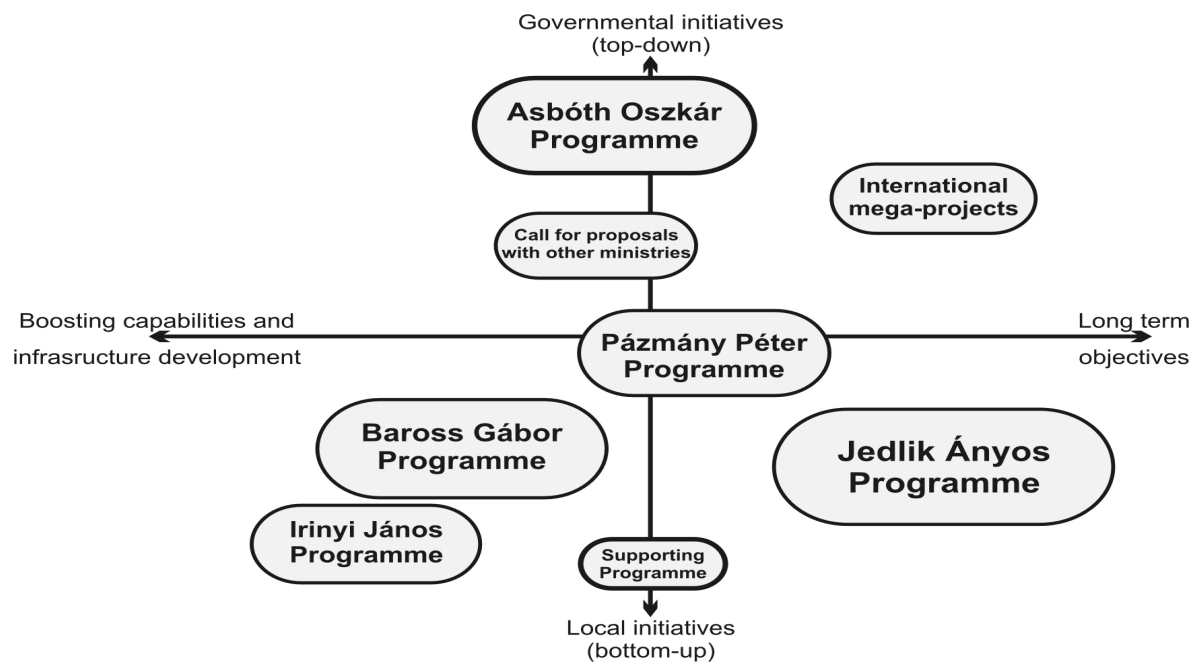 Governmental initiatives
(top-down)
Asbóth Oszkár
Programme
International
mega-projects
Call for proposals
with other ministries
Boosting capabilities and
infrasructure development
Long term
objectives
Pázmány Péter
Programme
Baross Gábor
Programme
Jedlik Ányos
Programme
Irinyi János
Programme
Supporting
Programme
Local initiatives
(bottom-up)